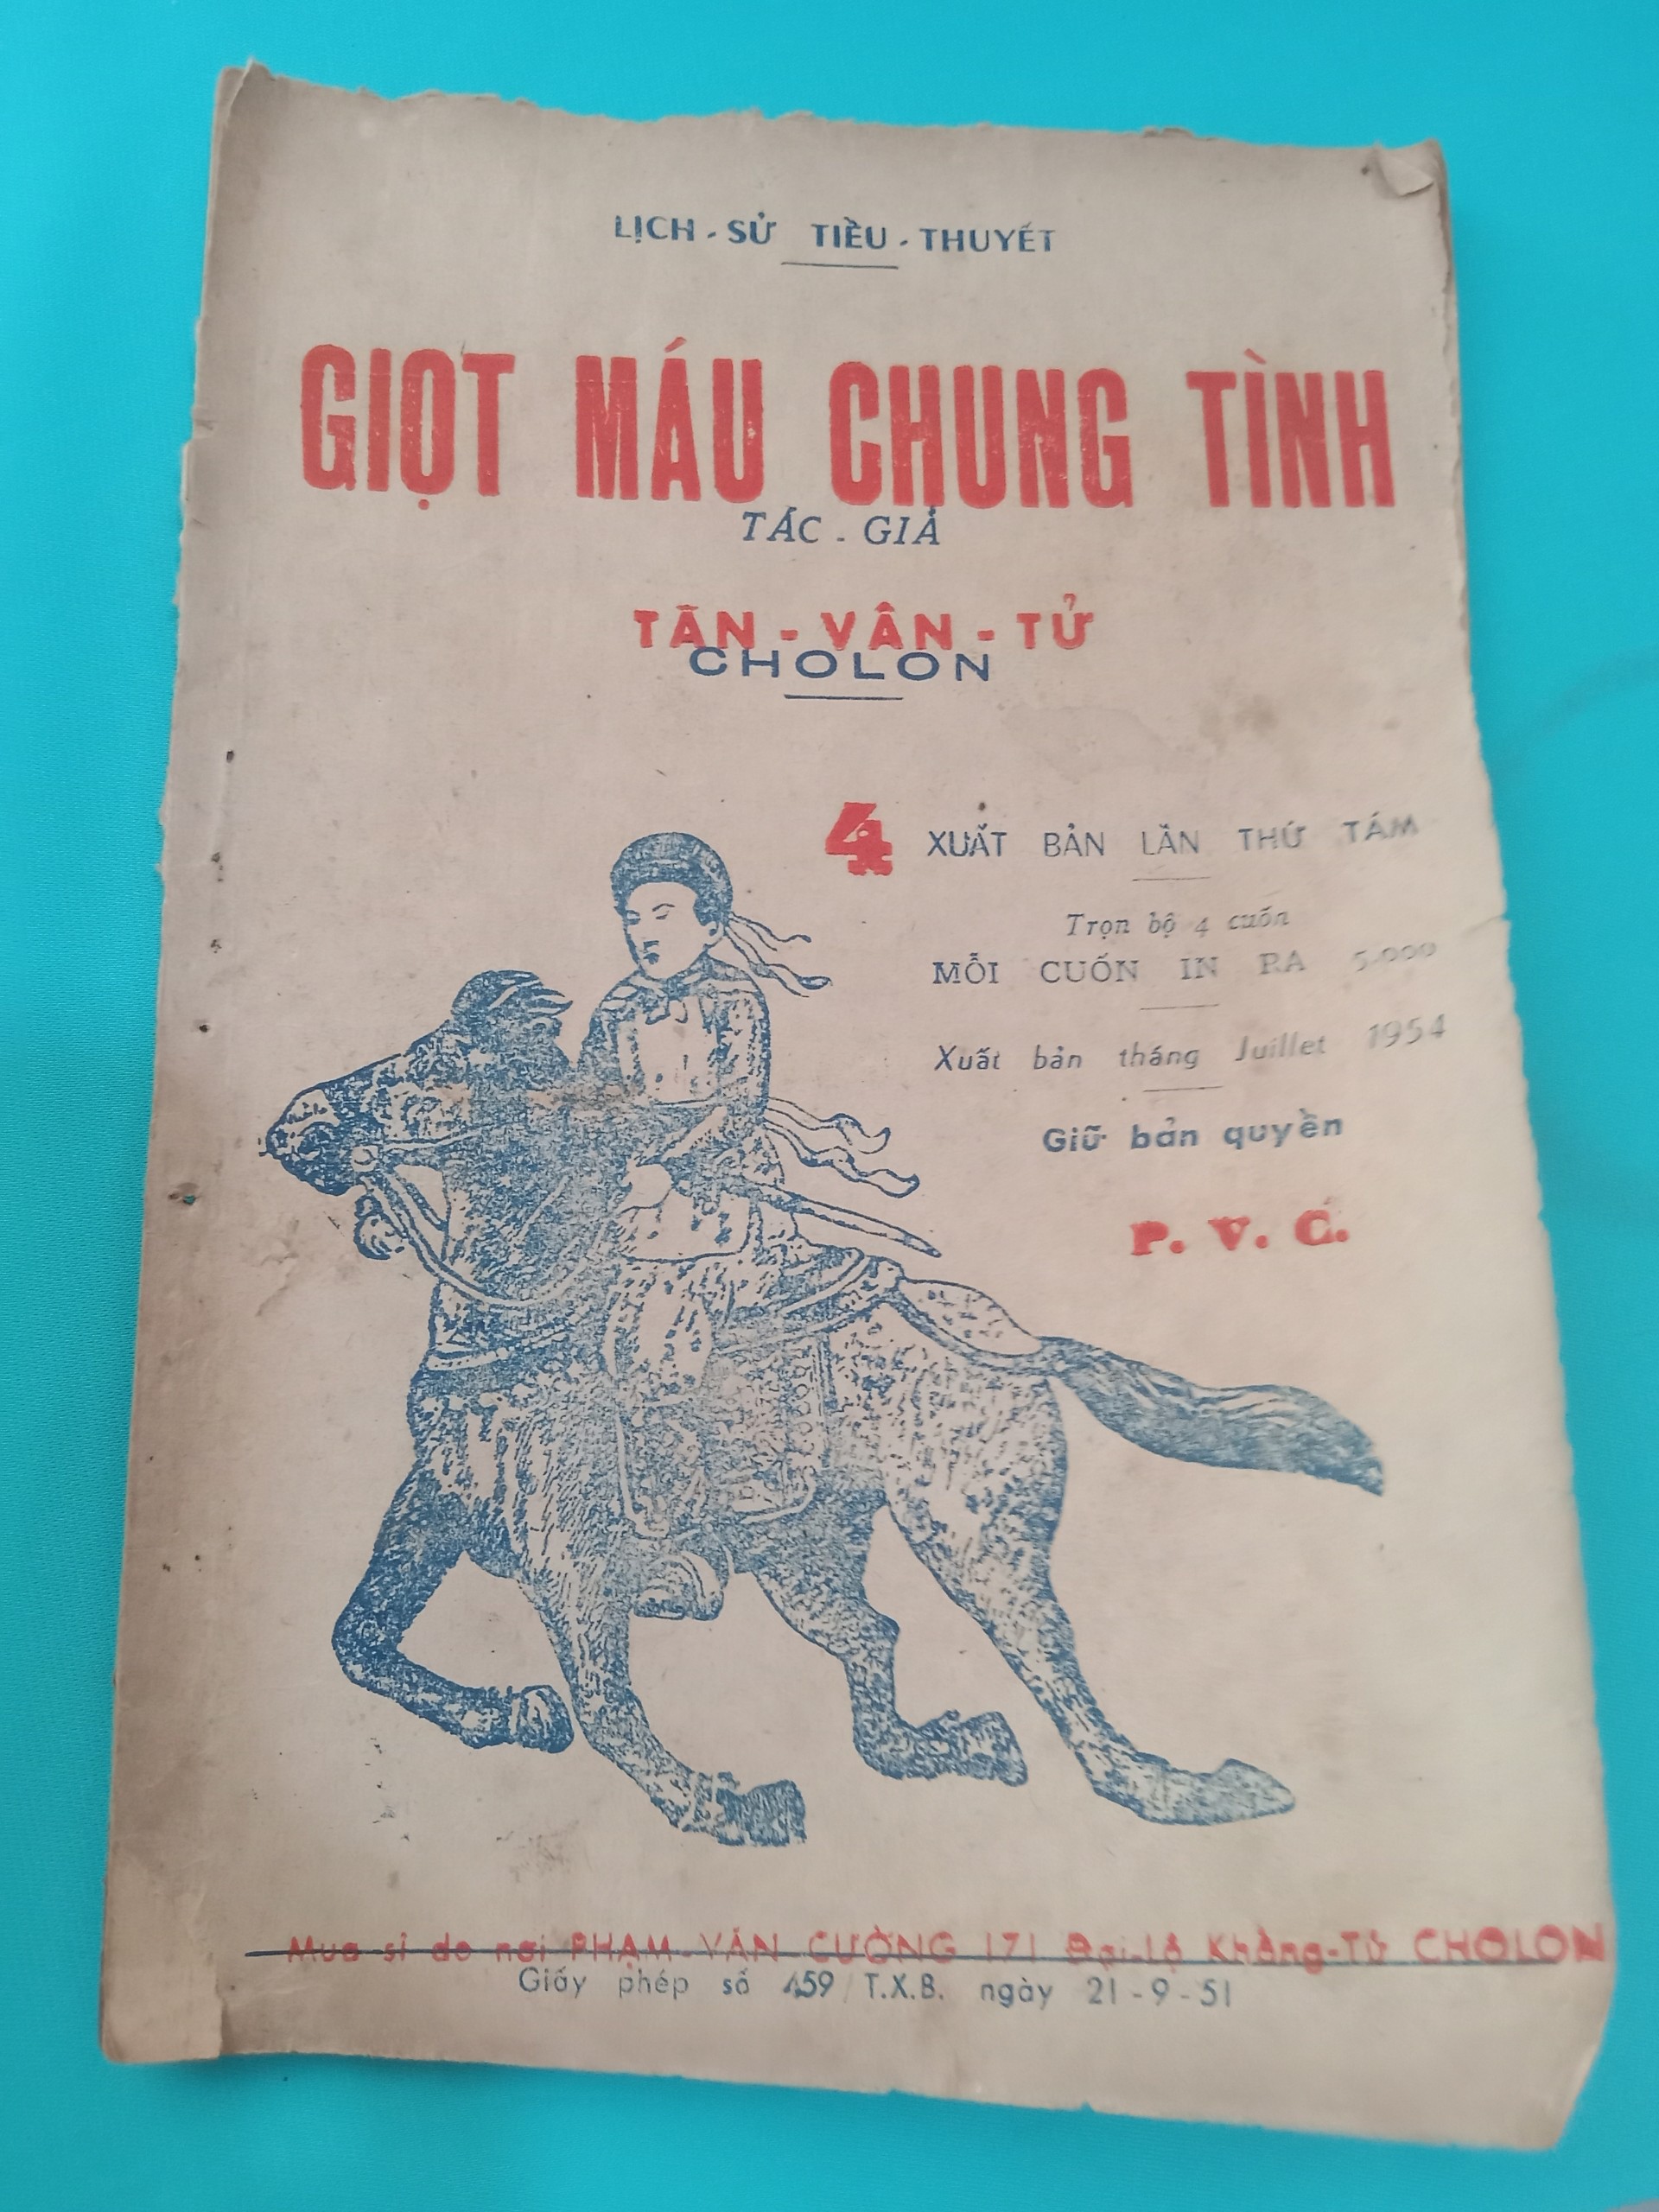 LỊCH - SỬ TIỀU - THUYẾT
GIỌT MÁU CHUNG TÌNH
TÁC - GIẢ
TÂN - VÂN - TỬ
CHOLON
4 XUẤT BẢN LẦN THỨ TÁM
Trọn bộ 4 cuốn
MỖI CUỐN IN RA 5.000
Xuất bản tháng Juillet 1954
Giữ bản quyền
P. V. C.
Mua sỉ do nơi PHẠM-VĂN-CƯỜNG 171 Đại-lộ Khổng-Tử CHOLON
Giấy phép số 459 / T.X.B. ngày 21-9-51